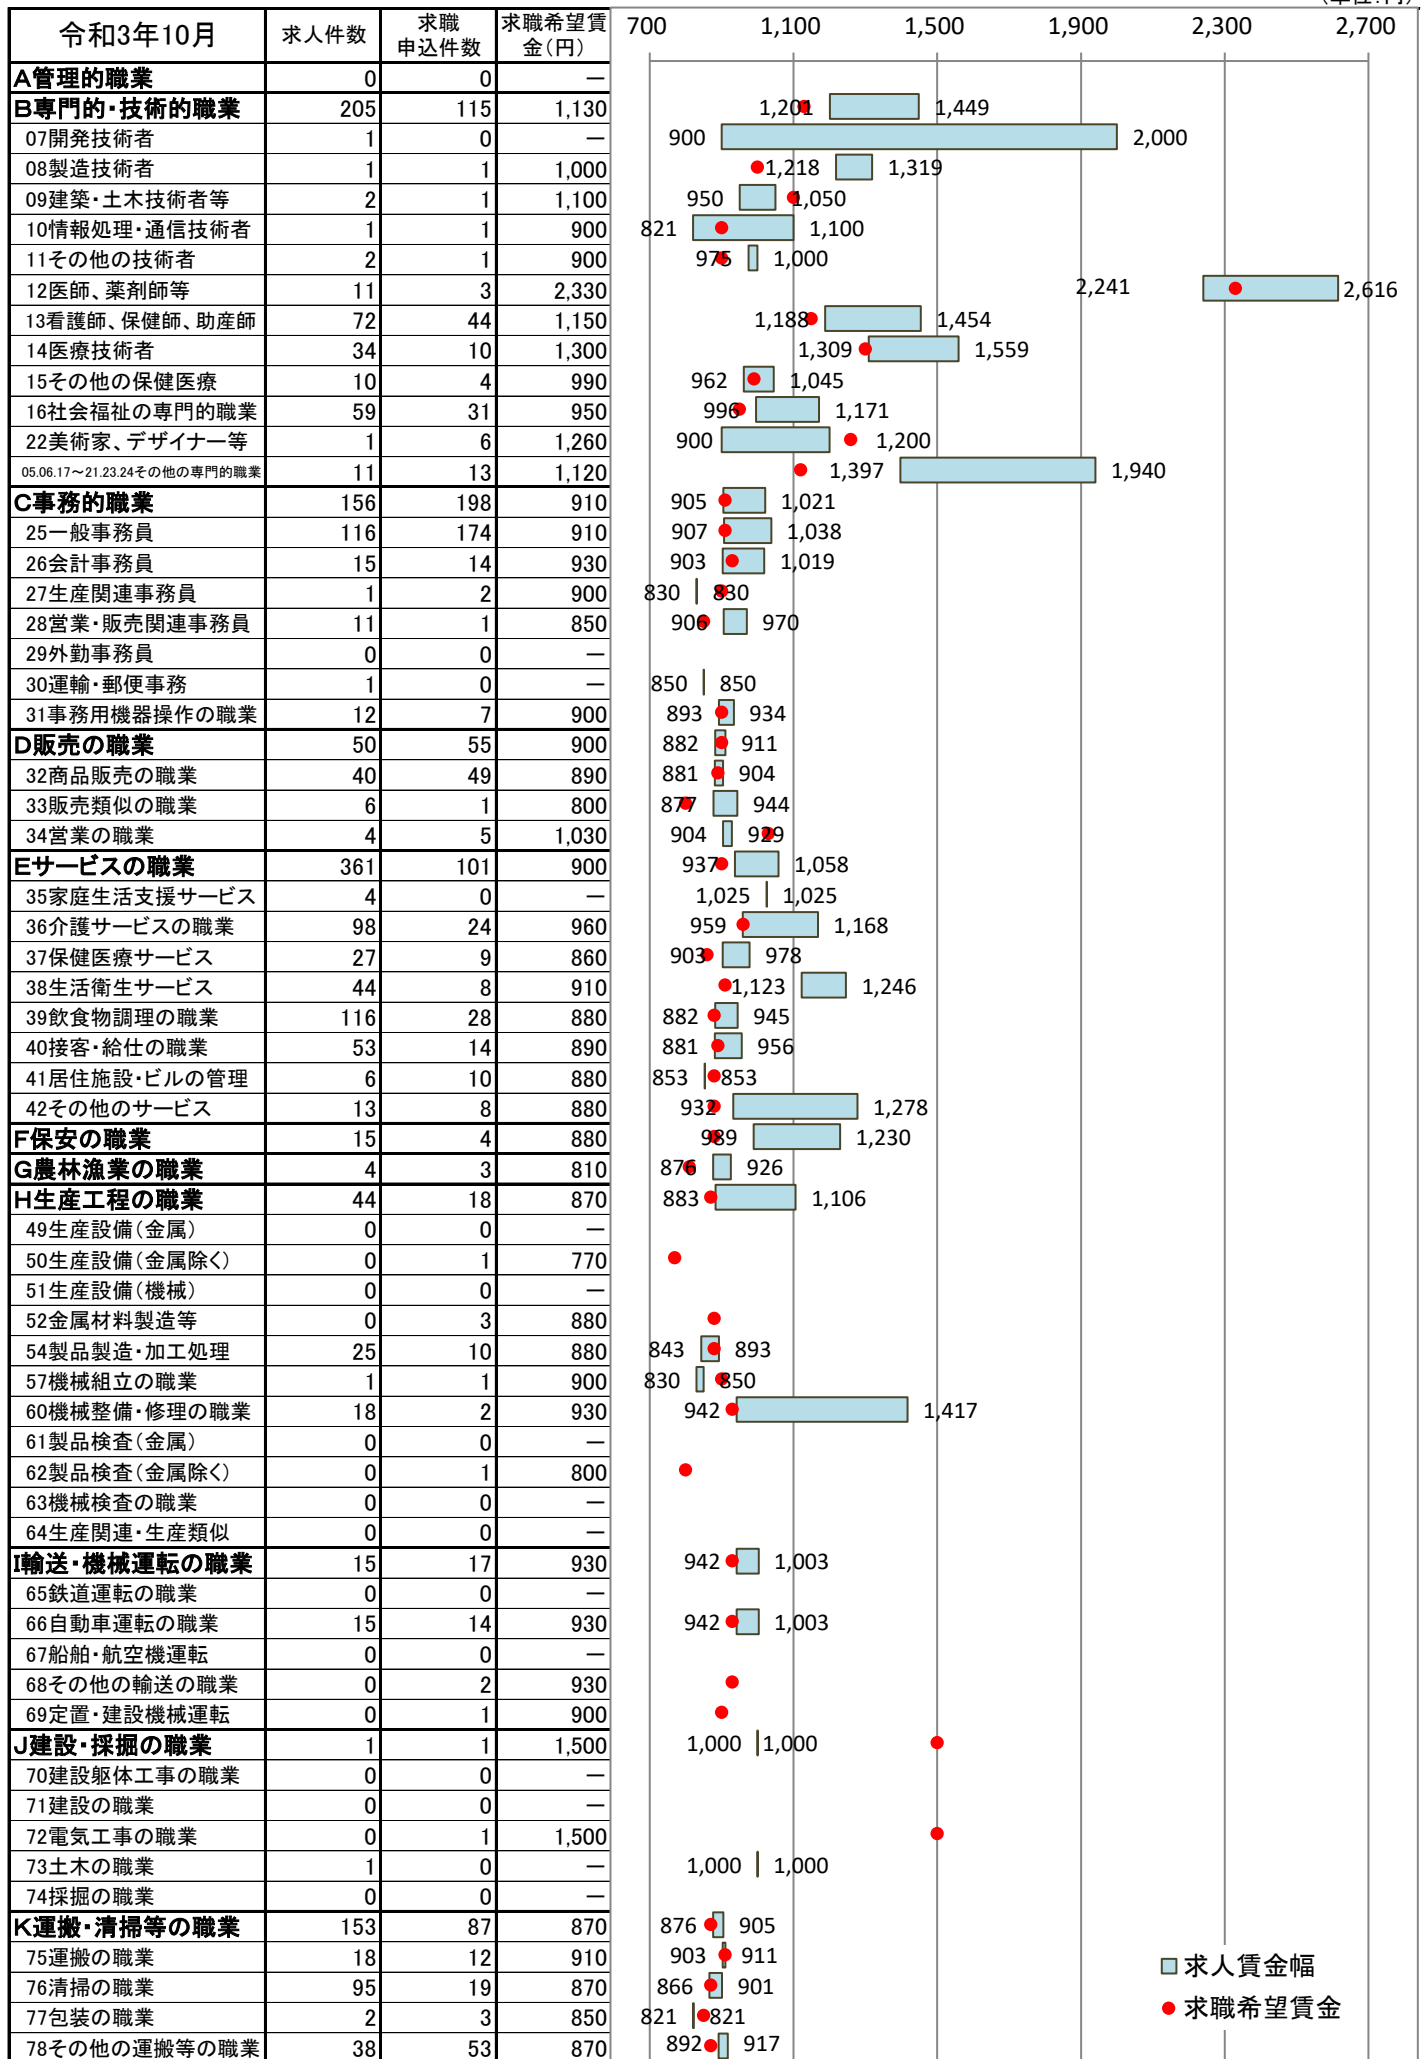 (単位:円)
令和3年10月 求人件数 求職申込件数 求職希望賃金(円) 700 1,100 1,500 1,900 2,300 2,700
A管理的職業 0 0 ―
B専門的・技術的職業 205 115 1,130 1,201 1,449
07開発技術者 1 0 ― 900 2,000
08製造技術者 1 1 1,000 1,218 1,319
09建築・土木技術者等 2 1 1,100 950 1,050
10情報処理・通信技術者 1 1 900 821 1,100
11その他の技術者 2 1 900 975 1,000
12医師、薬剤師等 11 3 2,330 2,241 2,616
13看護師、保健師、助産師 72 44 1,150 1,188 1,454
14医療技術者 34 10 1,300 1,309 1,559
15その他の保健医療 10 4 990 962 1,045
16社会福祉の専門的職業 59 31 950 996 1,171
22美術家、デザイナー等 1 6 1,260 900 1,200
05.06.17～21.23.24その他の専門的職業 11 13 1,120 1,397 1,940
C事務的職業 156 198 910 905 1,021
25一般事務員 116 174 910 907 1,038
26会計事務員 15 14 930 903 1,019
27生産関連事務員 1 2 900 830 830
28営業・販売関連事務員 11 1 850 906 970
29外勤事務員 0 0 ―
30運輸・郵便事務 1 0 ― 850 850
31事務用機器操作の職業 12 7 900 893 934
D販売の職業 50 55 900 882 911
32商品販売の職業 40 49 890 881 904
33販売類似の職業 6 1 800 877 944
34営業の職業 4 5 1,030 904 929
Eサービスの職業 361 101 900 937 1,058
35家庭生活支援サービス 4 0 ― 1,025 1,025
36介護サービスの職業 98 24 960 959 1,168
37保健医療サービス 27 9 860 903 978
38生活衛生サービス 44 8 910 1,123 1,246
39飲食物調理の職業 116 28 880 882 945
40接客・給仕の職業 53 14 890 881 956
41居住施設・ビルの管理 6 10 880 853 853
42その他のサービス 13 8 880 932 1,278
F保安の職業 15 4 880 989 1,230
G農林漁業の職業 4 3 810 876 926
H生産工程の職業 44 18 870 883 1,106
49生産設備(金属) 0 0 ―
50生産設備(金属除く) 0 1 770
51生産設備(機械) 0 0 ―
52金属材料製造等 0 3 880
54製品製造・加工処理 25 10 880 843 893
57機械組立の職業 1 1 900 830 850
60機械整備・修理の職業 18 2 930 942 1,417
61製品検査(金属) 0 0 ―
62製品検査(金属除く) 0 1 800
63機械検査の職業 0 0 ―
64生産関連・生産類似 0 0 ―
I輸送・機械運転の職業 15 17 930 942 1,003
65鉄道運転の職業 0 0 ―
66自動車運転の職業 15 14 930 942 1,003
67船舶・航空機運転 0 0 ―
68その他の輸送の職業 0 2 930
69定置・建設機械運転 0 1 900
J建設・採掘の職業 1 1 1,500 1,000 1,000
70建設躯体工事の職業 0 0 ―
71建設の職業 0 0 ―
72電気工事の職業 0 1 1,500
73土木の職業 1 0 ― 1,000 1,000
74採掘の職業 0 0 ―
K運搬・清掃等の職業 153 87 870 876 905
75運搬の職業 18 12 910 903 911
76清掃の職業 95 19 870 866 901
77包装の職業 2 3 850 821 821
78その他の運搬等の職業 38 53 870 892 917
求人賃金幅
求職希望賃金